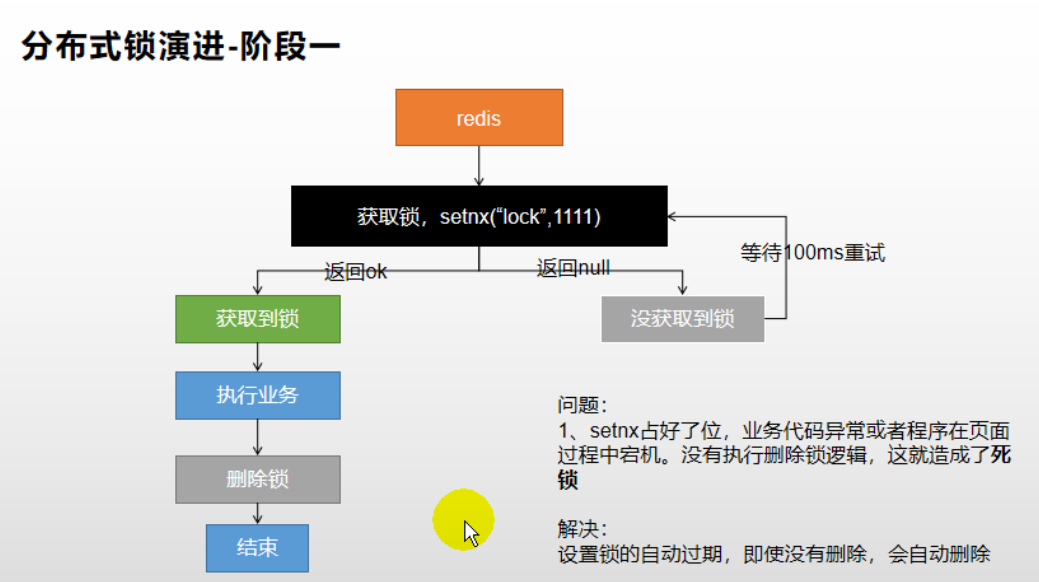 分布式锁演进-阶段一
redis
获取锁，setnx(“lock”,1111)
等待100ms重试
返回ok
返回null
获取到锁
没获取到锁
执行业务
删除锁
结束
问题：
1、setnx占好了位，业务代码异常或者程序在页面
过程中宕机。没有执行删除锁逻辑，这就造成了死
锁
解决：
设置锁的自动过期，即使没有删除，会自动删除